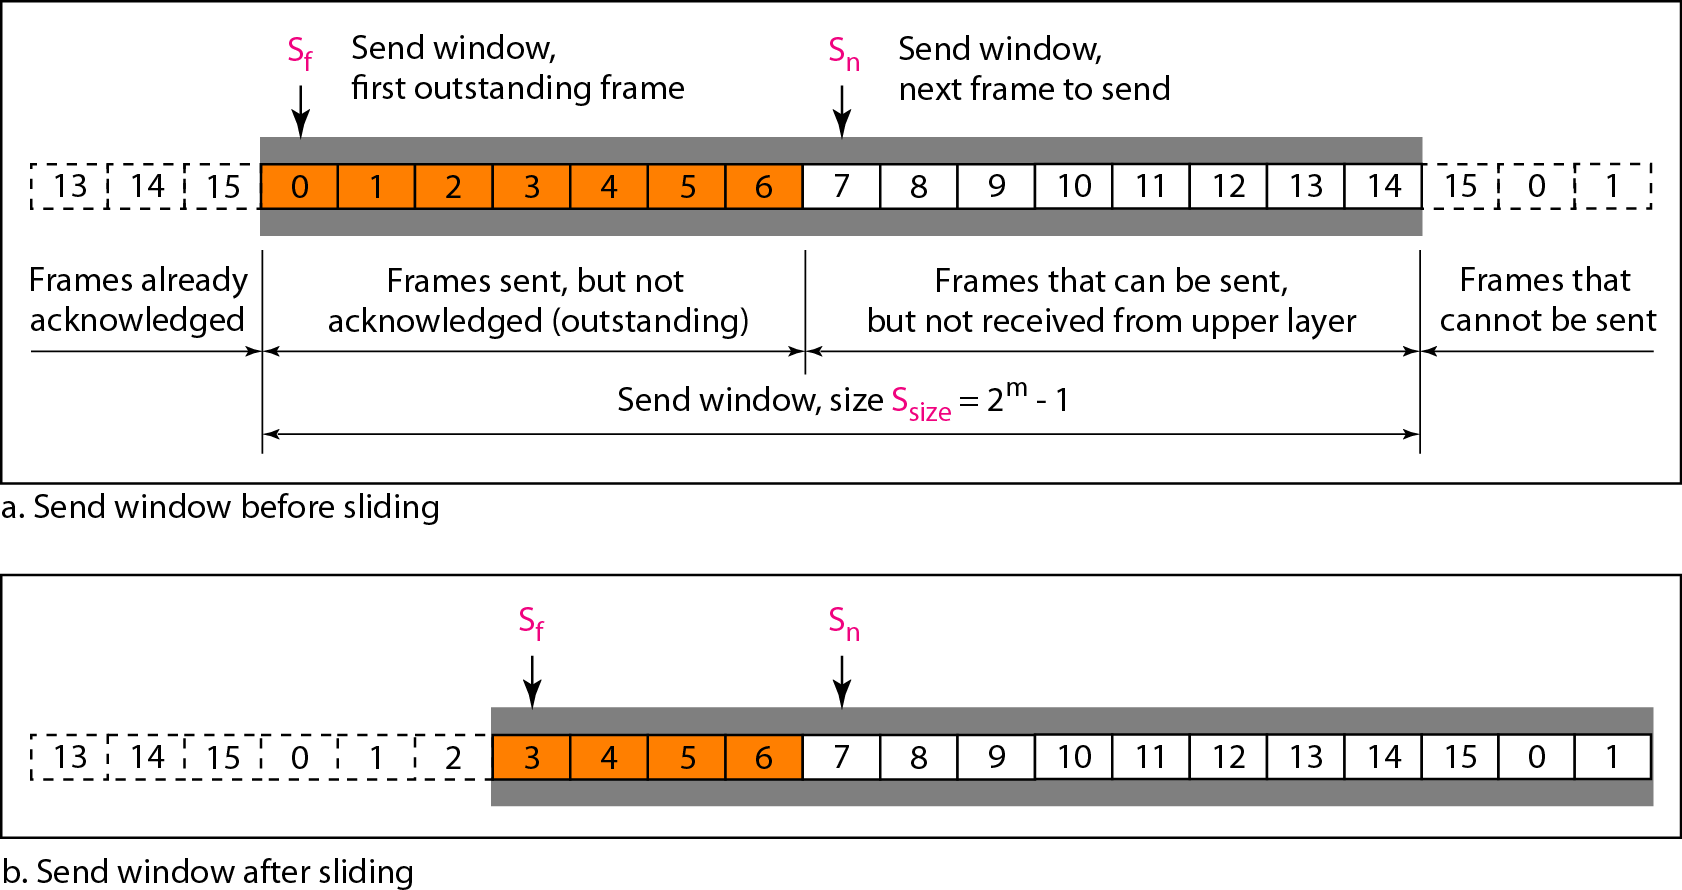 Sf Send window, Sn Send window,
first outstanding frame next frame to send
13 14 15 0 1 2 3 4 5 6 7 8 9 10 11 12 13 14 15 0 1
Frames already Frames sent, but not Frames that can be sent, Frames that
acknowledged acknowledged (outstanding) but not received from upper layer cannot be sent
Send window, size Ssize = 2^m - 1
a. Send window before sliding
Sf Sn
13 14 15 0 1 2 3 4 5 6 7 8 9 10 11 12 13 14 15 0 1
b. Send window after sliding